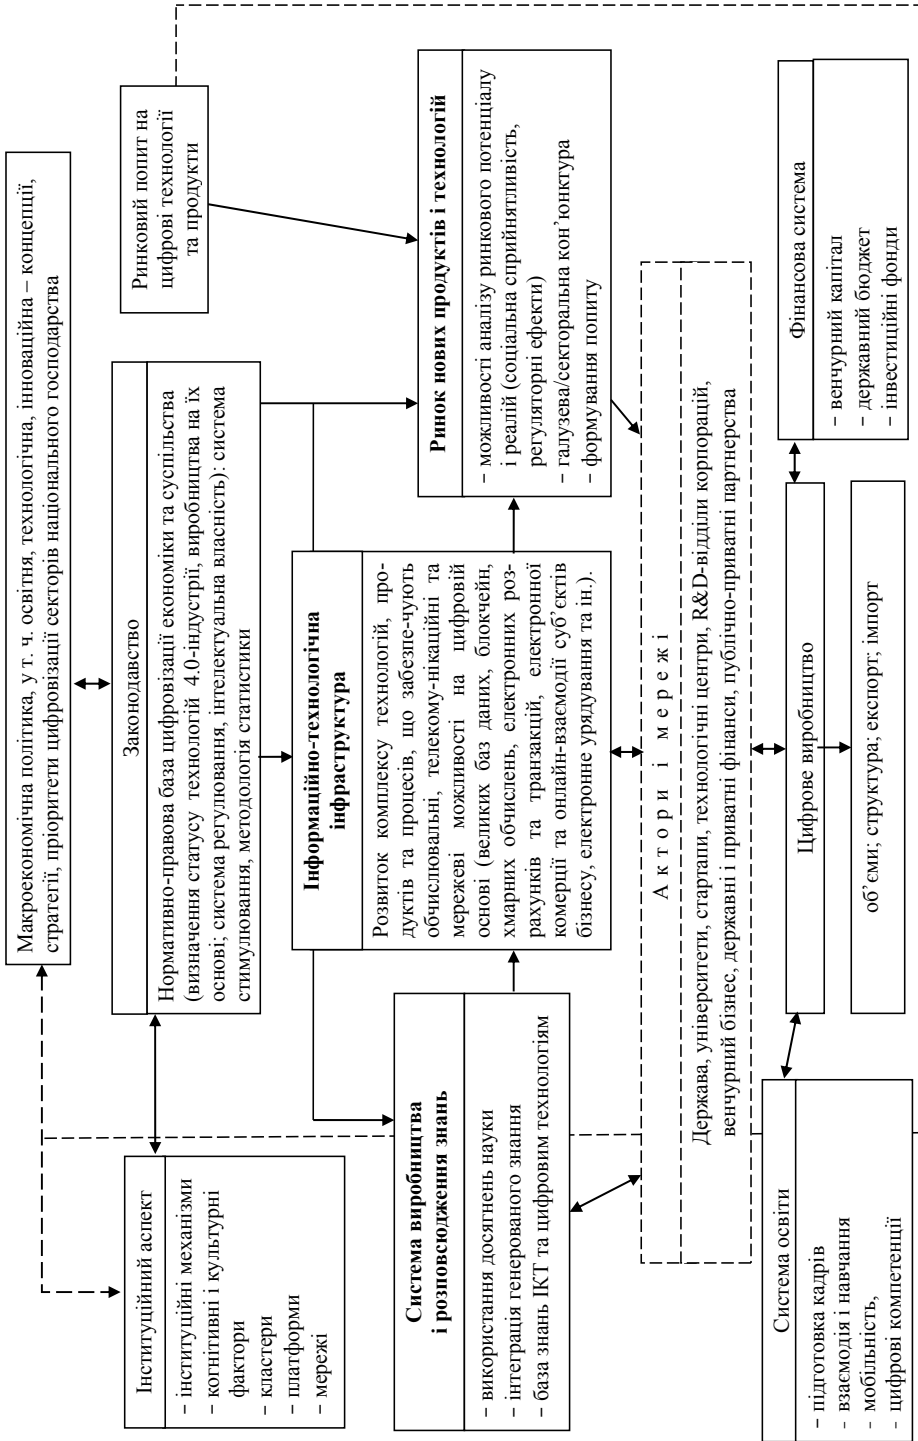 Макроекономічна політика, у т. ч. освітня, технологічна, інноваційна – концепції,
стратегії, пріоритети цифровізації секторів національного господарства
Інституційний аспект
– інституційні механізми
– когнітивні і культурні
фактори
– кластери
– платформи
– мережі
Законодавство
Нормативно-правова база цифровізації економіки та суспільства
(визначення статусу технологій 4.0-індустрії, виробництва на їх
основі; система регулювання, інтелектуальна власність): система
стимулювання, методологія статистики
Ринковий попит на
цифрові технології
та продукти
Система виробництва
і розповсюдження знань
– використання досягнень науки
– інтеграція генерованого знання
– база знань ІКТ та цифровим технологіям
Інформаційно-технологічна
інфраструктура
Розвиток комплексу технологій, про-
дуктів та процесів, що забезпе-чують
обчислювальні, телекому-нікаційні та
мережеві можливості на цифровій
основі (великих баз даних, блокчейн,
хмарних обчислень, електронних роз-
рахунків та транзакцій, електронної
комерції та онлайн-взаємодії суб’єктів
бізнесу, електронне урядування та ін.).
Ринок нових продуктів і технологій
– можливості аналізу ринкового потенціалу
і реалій (соціальна сприйнятливість,
регуляторні ефекти)
– галузева/секторальна кон’юнктура
– формування попиту
Актори і мережі
Держава, університети, стартапи, технологічні центри, R&D-відділи корпорацій,
венчурний бізнес, державні і приватні фінанси, публічно-приватні партнерства
Система освіти
– підготовка кадрів
- взаємодія і навчання
- мобільність,
- цифрові компетенції
Цифрове виробництво
об’єми; структура; експорт; імпорт
Фінансова система
– венчурний капітал
– державний бюджет
– інвестиційні фонди